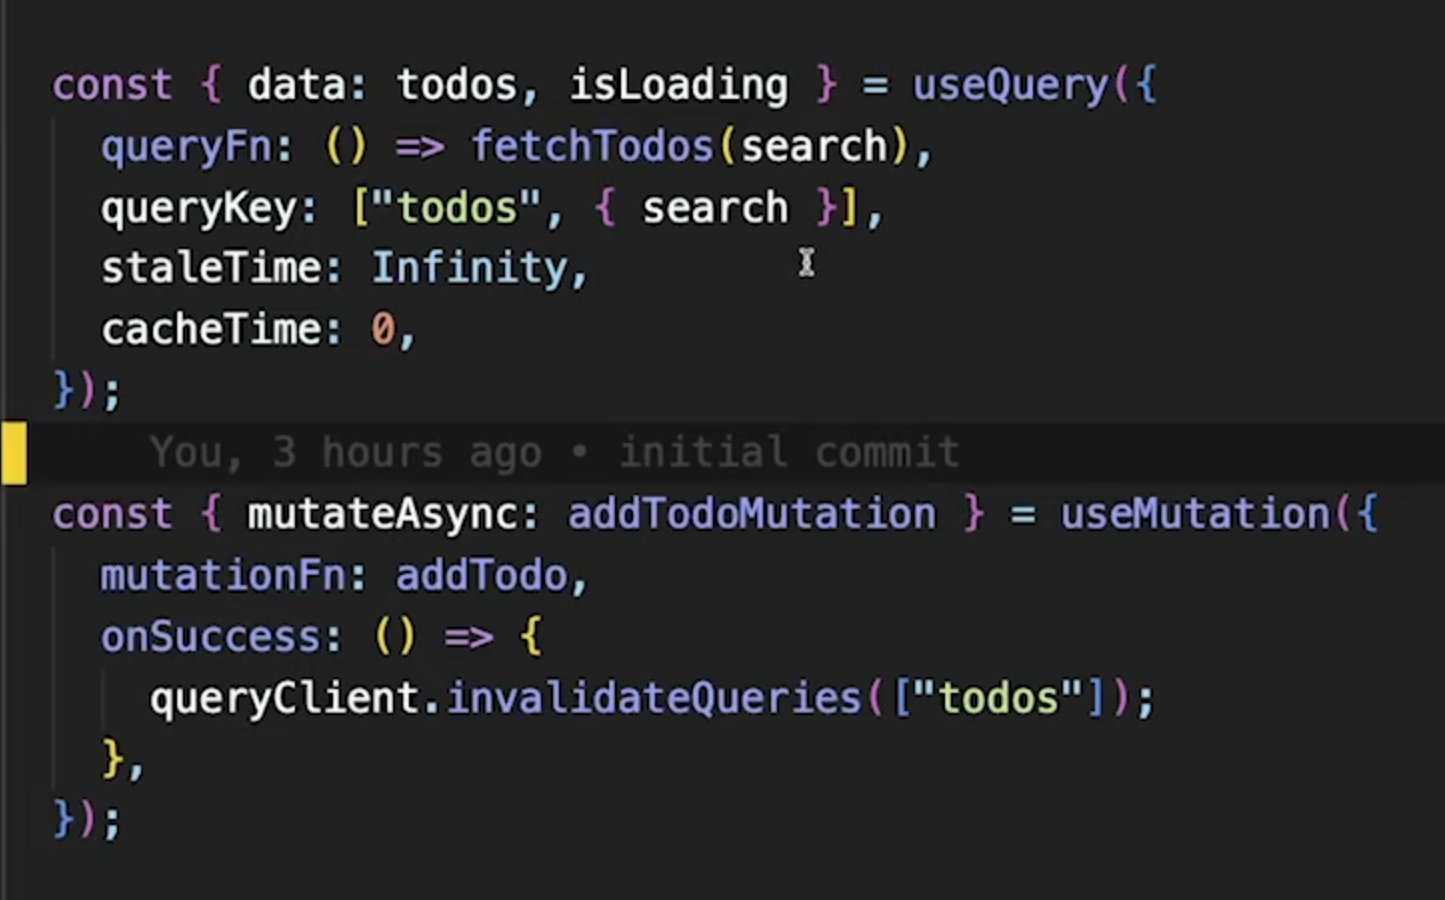 const { data: todos, isLoading } = useQuery({
  queryFn: () => fetchTodos(search),
  queryKey: ["todos", { search }],
  staleTime: Infinity,
  cacheTime: 0,
});
You, 3 hours ago • initial commit
const { mutateAsync: addTodoMutation } = useMutation({
  mutationFn: addTodo,
  onSuccess: () => {
    queryClient.invalidateQueries(["todos"]);
  },
});